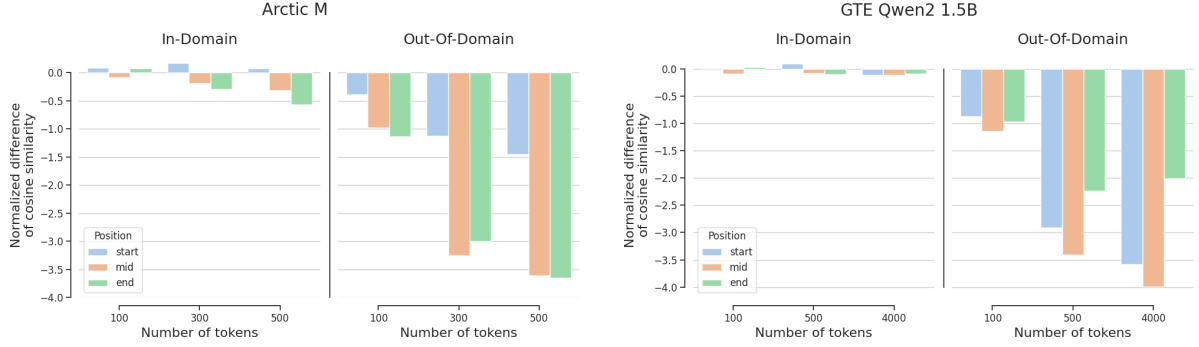 Arctic M
In-Domain
Out-Of-Domain
Normalized difference
of cosine similarity
0.0
−0.5
−1.0
−1.5
−2.0
−2.5
−3.0
−3.5
−4.0
Position
start
mid
end
100
300
500
100
300
500
Number of tokens
Number of tokens
GTE Qwen2 1.5B
In-Domain
Out-Of-Domain
Normalized difference
of cosine similarity
0.0
−0.5
−1.0
−1.5
−2.0
−2.5
−3.0
−3.5
−4.0
Position
start
mid
end
100
500
4000
100
500
4000
Number of tokens
Number of tokens